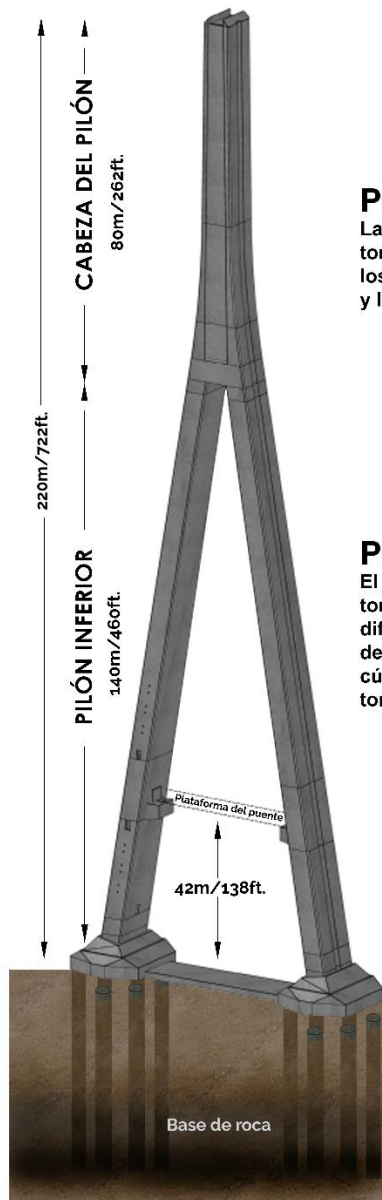 CABEZA DEL PILÓN
80m/262ft.
220m/722ft.
PILÓN INFERIOR
140m/460ft.
Plataforma del puente
42m/138ft.
Base de roca
P
La
tor
los
y l
P
El
tor
dif
de
cú
tor